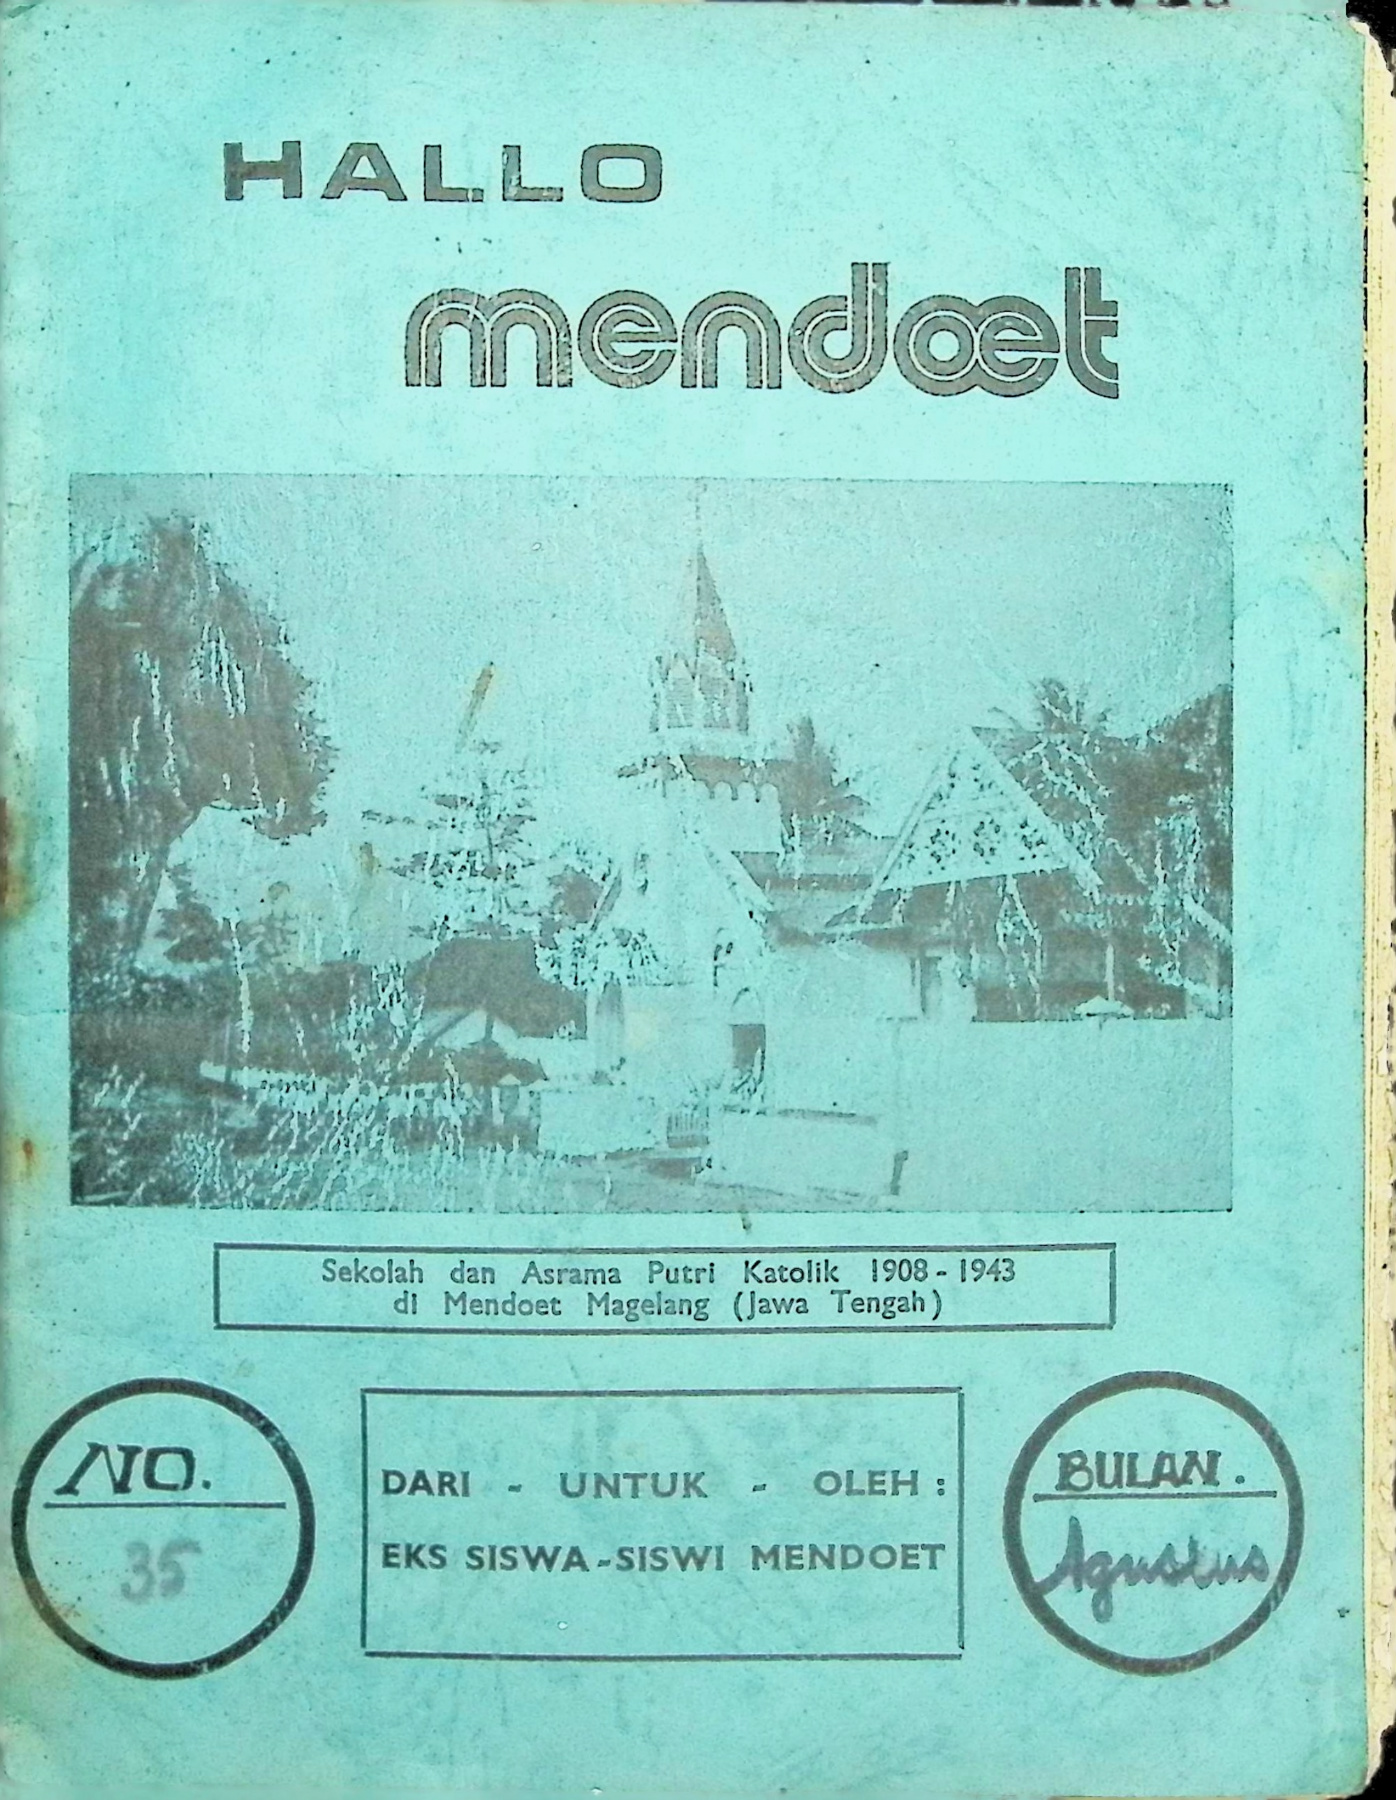 HALLO
mendoet
Sekolah dan Asrama Putri Katolik 1908 - 1943
di Mendoet Magelang (Jawa Tengah)
NO.
35
DARI - UNTUK - OLEH :
EKS SISWA-SISWI MENDOET
BULAN.
Agustus